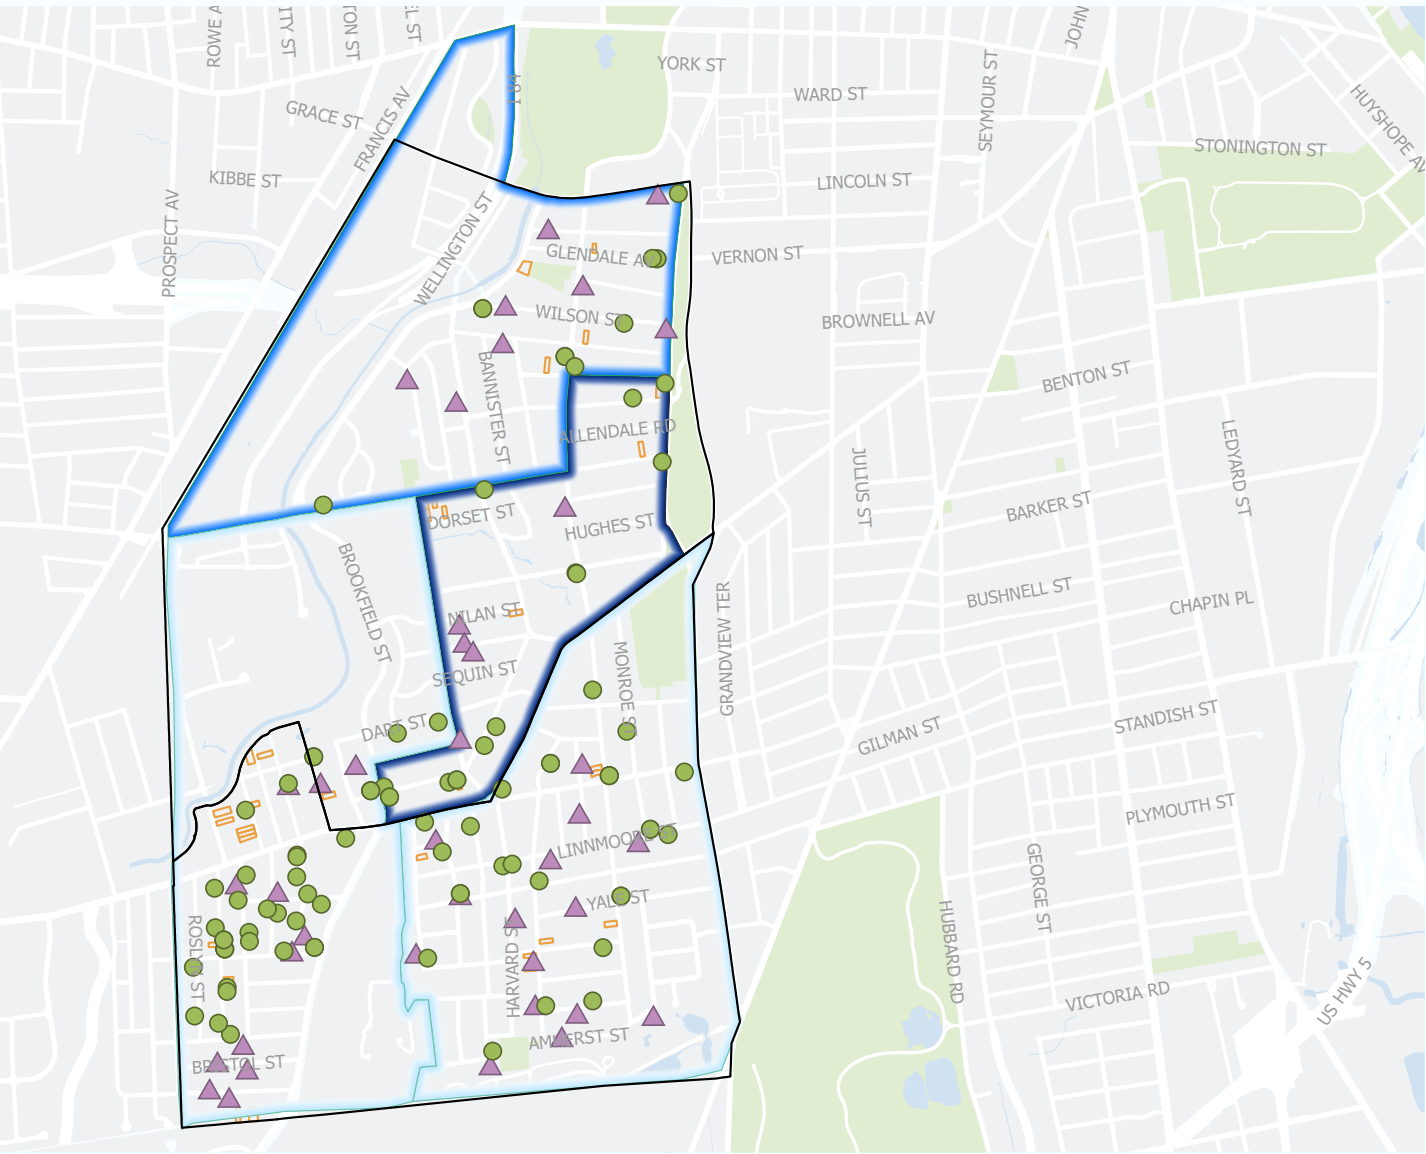 YORK ST
JOHN
SEYMOUR ST
WARD ST
I 84
HUYSHOPE AV
GRACE ST
FRANCIS AV
STONINGTON ST
KIBBE ST
LINCOLN ST
PROSPECT AV
WELLINGTON ST
GLENDALE AV
VERNON ST
WILSON ST
BROWNELL AV
BANNISTER ST
BENTON ST
ALLENDALE RD
LEDYARD ST
JULIUS ST
BARKER ST
DORSET ST
HUGHES ST
BROOKFIELD ST
BUSHNELL ST
CHAPIN PL
GRANDVIEW TER
SEQUIN ST
MONROE ST
DART ST
STANDISH ST
GILMAN ST
PLYMOUTH ST
LINNMOORE ST
GEORGE ST
YALE ST
HUBBARD RD
ROSLYN ST
HARVARD ST
VICTORIA RD
US HWY 5
AMHERST ST
BRISTOL ST